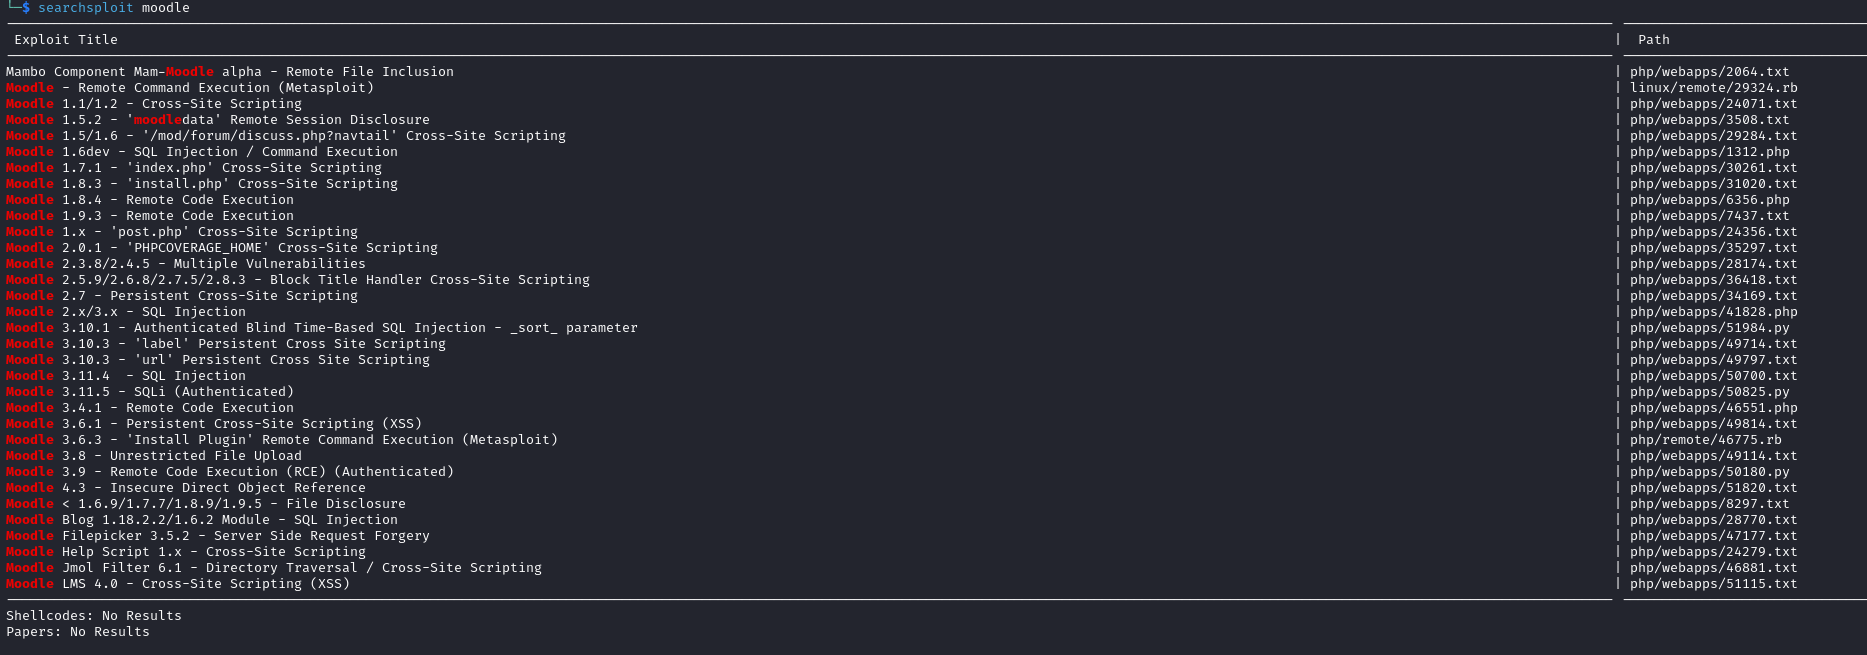 └─$ searchsploit moodle
Exploit Title | Path
Mambo Component Mam-Moodle alpha - Remote File Inclusion | php/webapps/2064.txt
Moodle - Remote Command Execution (Metasploit) | linux/remote/29324.rb
Moodle 1.1/1.2 - Cross-Site Scripting | php/webapps/24071.txt
Moodle 1.5.2 - 'moodledata' Remote Session Disclosure | php/webapps/3508.txt
Moodle 1.5/1.6 - '/mod/forum/discuss.php?navtail' Cross-Site Scripting | php/webapps/29284.txt
Moodle 1.6dev - SQL Injection / Command Execution | php/webapps/1312.php
Moodle 1.7.1 - 'index.php' Cross-Site Scripting | php/webapps/30261.txt
Moodle 1.8.3 - 'install.php' Cross-Site Scripting | php/webapps/31020.txt
Moodle 1.8.4 - Remote Code Execution | php/webapps/6356.php
Moodle 1.9.3 - Remote Code Execution | php/webapps/7437.txt
Moodle 1.x - 'post.php' Cross-Site Scripting | php/webapps/24356.txt
Moodle 2.0.1 - 'PHPCOVERAGE_HOME' Cross-Site Scripting | php/webapps/35297.txt
Moodle 2.3.8/2.4.5 - Multiple Vulnerabilities | php/webapps/28174.txt
Moodle 2.5.9/2.6.8/2.7.5/2.8.3 - Block Title Handler Cross-Site Scripting | php/webapps/36418.txt
Moodle 2.7 - Persistent Cross-Site Scripting | php/webapps/34169.txt
Moodle 2.x/3.x - SQL Injection | php/webapps/41828.php
Moodle 3.10.1 - Authenticated Blind Time-Based SQL Injection - _sort_ parameter | php/webapps/51984.py
Moodle 3.10.3 - 'label' Persistent Cross Site Scripting | php/webapps/49714.txt
Moodle 3.10.3 - 'url' Persistent Cross Site Scripting | php/webapps/49797.txt
Moodle 3.11.4  - SQL Injection | php/webapps/50700.txt
Moodle 3.11.5 - SQLi (Authenticated) | php/webapps/50825.py
Moodle 3.4.1 - Remote Code Execution | php/webapps/46551.php
Moodle 3.6.1 - Persistent Cross-Site Scripting (XSS) | php/webapps/49814.txt
Moodle 3.6.3 - 'Install Plugin' Remote Command Execution (Metasploit) | php/remote/46775.rb
Moodle 3.8 - Unrestricted File Upload | php/webapps/49114.txt
Moodle 3.9 - Remote Code Execution (RCE) (Authenticated) | php/webapps/50180.py
Moodle 4.3 - Insecure Direct Object Reference | php/webapps/51820.txt
Moodle < 1.6.9/1.7.7/1.8.9/1.9.5 - File Disclosure | php/webapps/8297.txt
Moodle Blog 1.18.2.2/1.6.2 Module - SQL Injection | php/webapps/28770.txt
Moodle Filepicker 3.5.2 - Server Side Request Forgery | php/webapps/47177.txt
Moodle Help Script 1.x - Cross-Site Scripting | php/webapps/24279.txt
Moodle Jmol Filter 6.1 - Directory Traversal / Cross-Site Scripting | php/webapps/46881.txt
Moodle LMS 4.0 - Cross-Site Scripting (XSS) | php/webapps/51115.txt
Shellcodes: No Results
Papers: No Results